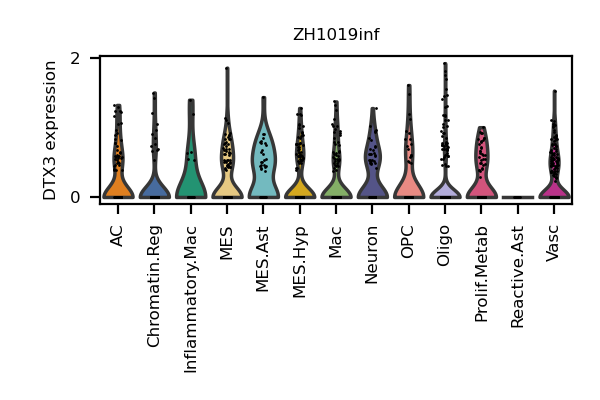 ZH1019inf
DTX3 expression
2
0
AC
Chromatin.Reg
Inflammatory.Mac
MES
MES.Ast
MES.Hyp
Mac
Neuron
OPC
Oligo
Prolif.Metab
Reactive.Ast
Vasc